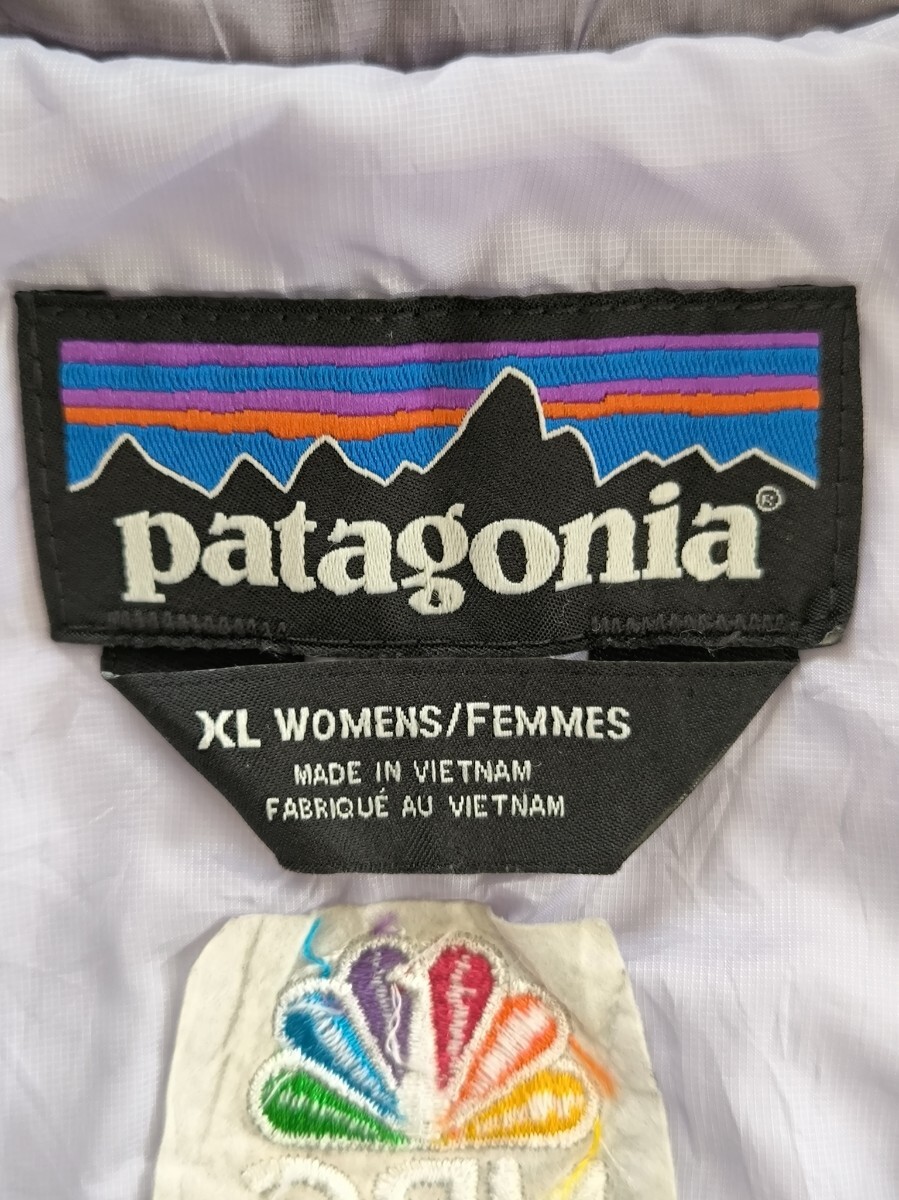 patagonia®
XL WOMENS/FEMMES
MADE IN VIETNAM
FABRIQUÉ AU VIETNAM